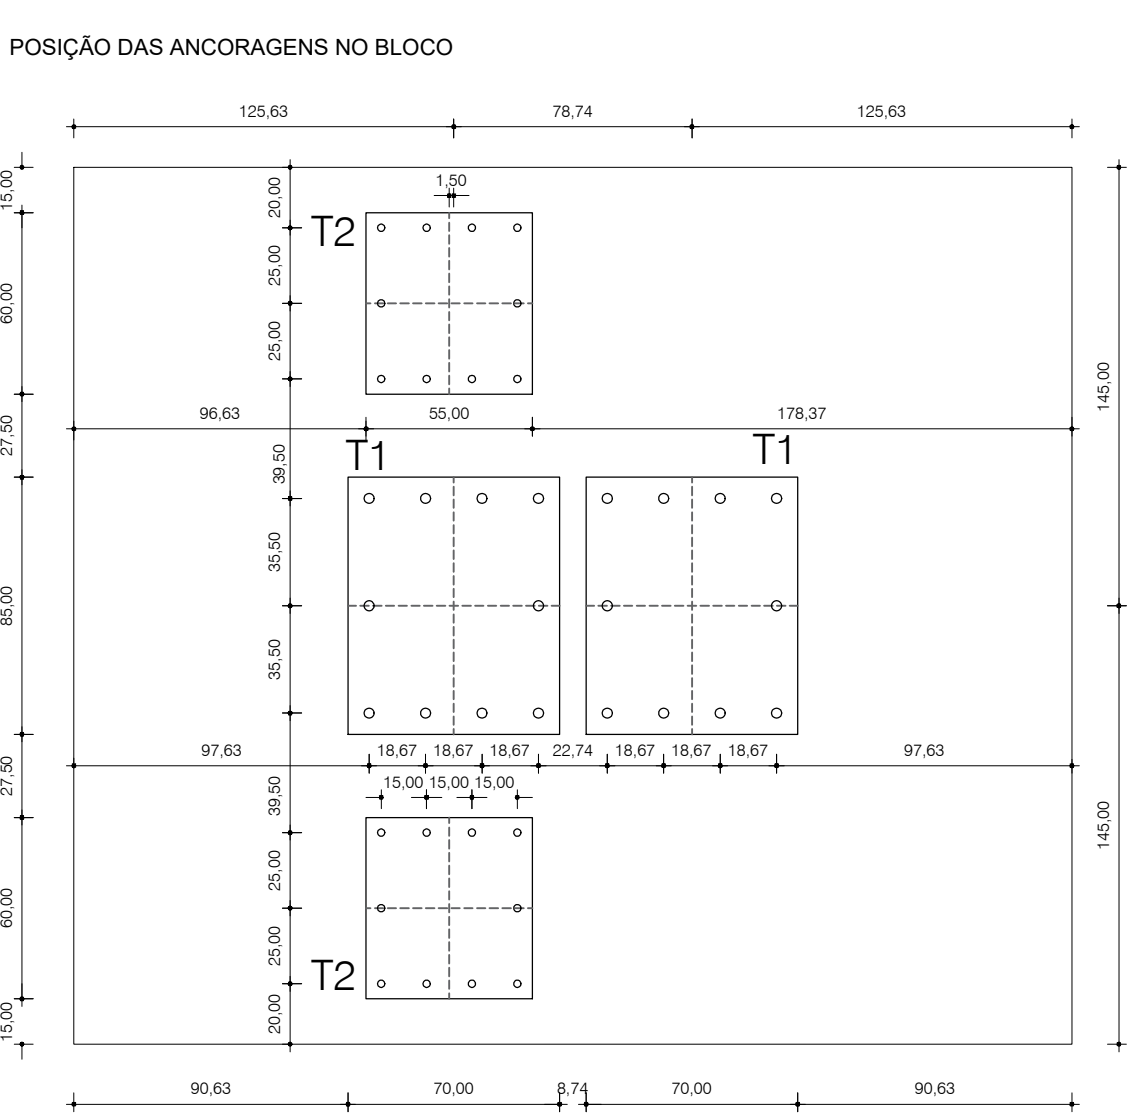 POSIÇÃO DAS ANCORAGENS NO BLOCO
125,63 78,74 125,63
15,00
60,00
27,50
85,00
27,50
60,00
15,00
20,00
25,00
25,00
39,50
35,50
35,50
39,50
25,00
25,00
20,00
1,50
T2
96,63 55,00 178,37
T1 T1
97,63 18,67 18,67 18,67 22,74 18,67 18,67 18,67 97,63
15,00 15,00 15,00
T2
145,00
145,00
90,63 70,00 8,74 70,00 90,63